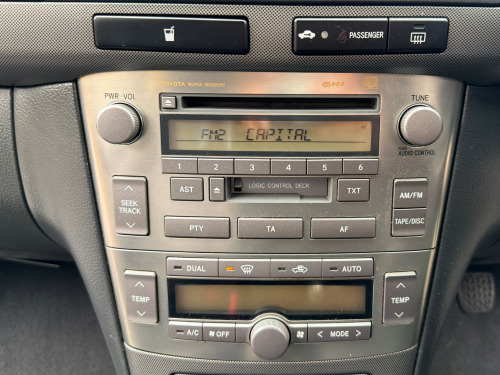 PASSENGER
TOYOTA
PWR·VOL
TUNE
FM2 CAPITAL
PUSH
AUDIO·CONTROL
1 2 3 4 5 6
SEEK
TRACK
AST
LOGIC CONTROL DECK
TXT
AM/FM
TAPE/DISC
PTY
TA
AF
DUAL
AUTO
TEMP
TEMP
A/C
OFF
MODE